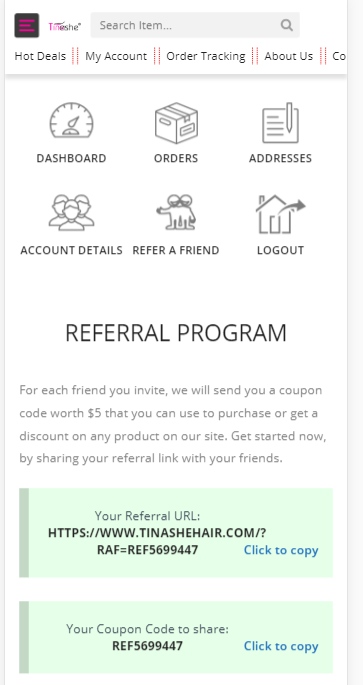 Tinashe
Search Item...
Hot Deals My Account Order Tracking About Us Co
DASHBOARD ORDERS ADDRESSES
ACCOUNT DETAILS REFER A FRIEND LOGOUT
REFERRAL PROGRAM
For each friend you invite, we will send you a coupon
code worth $5 that you can use to purchase or get a
discount on any product on our site. Get started now,
by sharing your referral link with your friends.
Your Referral URL:
HTTPS://WWW.TINASHEHAIR.COM/?
RAF=REF5699447 Click to copy
Your Coupon Code to share:
REF5699447 Click to copy